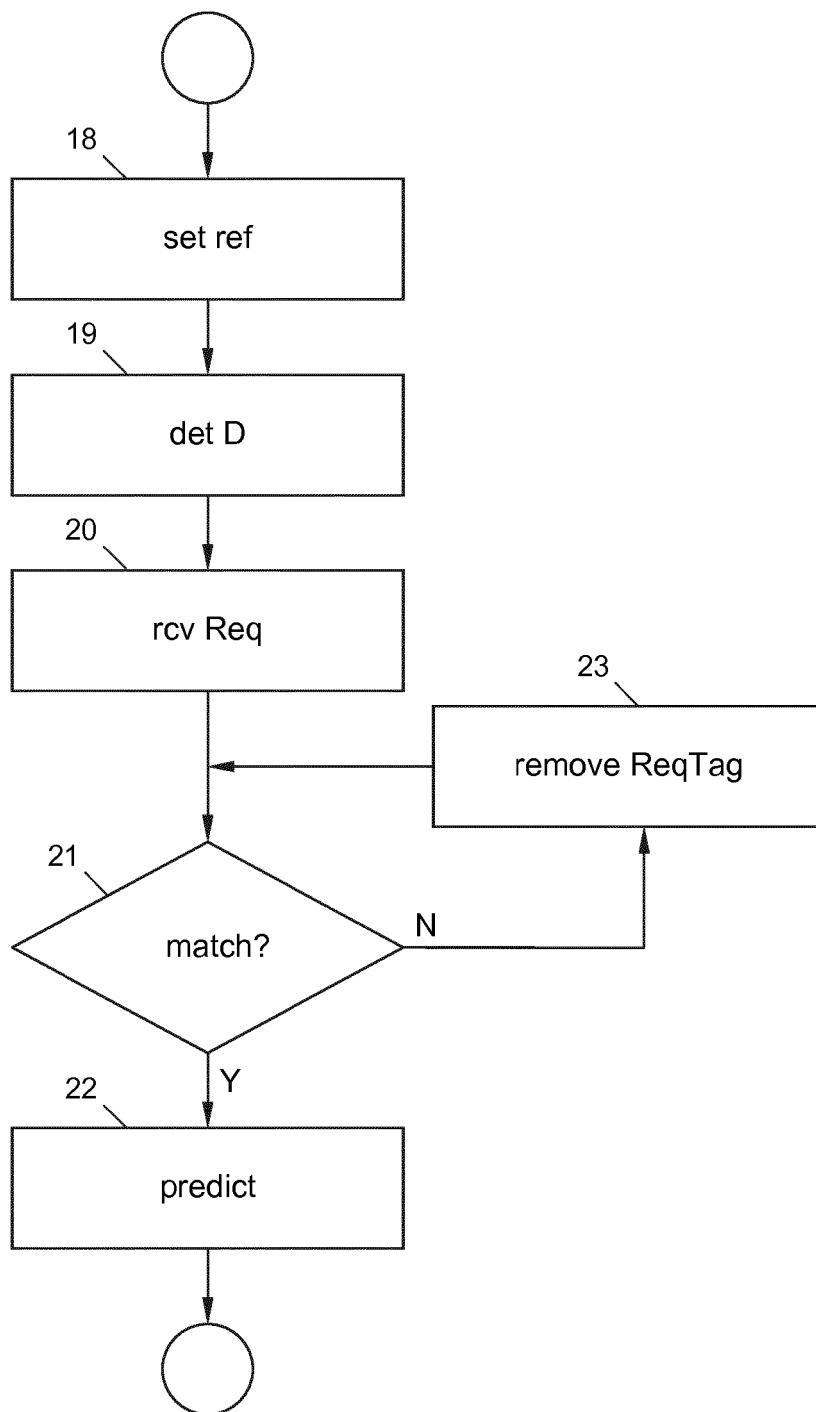 18
set ref
19
det D
20
rcv Req
23
remove ReqTag
21
match?
N
Y
22
predict